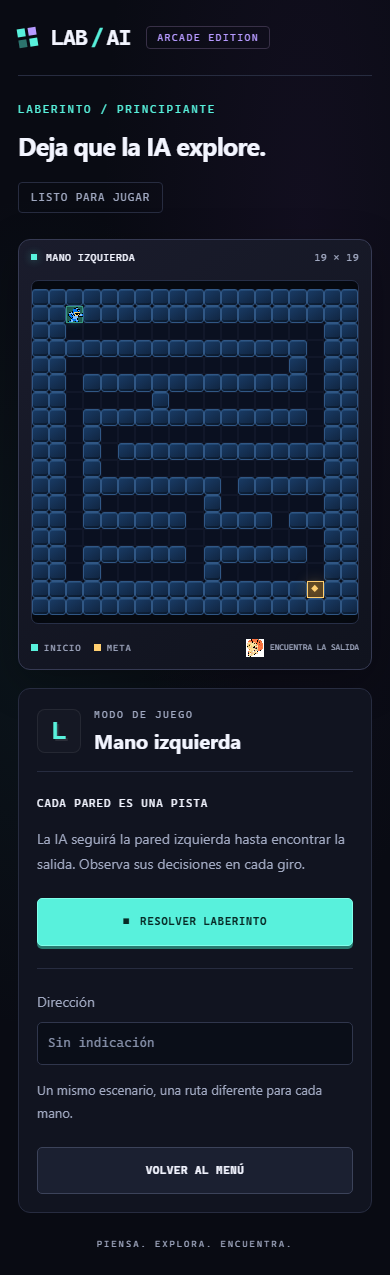 LAB/AI
ARCADE EDITION
LABERINTO / PRINCIPIANTE
Deja que la IA explore.
LISTO PARA JUGAR
MANO IZQUIERDA
19 × 19
INICIO
META
ENCUENTRA LA SALIDA
L
MODO DE JUEGO
Mano izquierda
CADA PARED ES UNA PISTA
La IA seguirá la pared izquierda hasta encontrar la
salida. Observa sus decisiones en cada giro.
RESOLVER LABERINTO
Dirección
Sin indicación
Un mismo escenario, una ruta diferente para cada
mano.
VOLVER AL MENÚ
PIENSA. EXPLORA. ENCUENTRA.